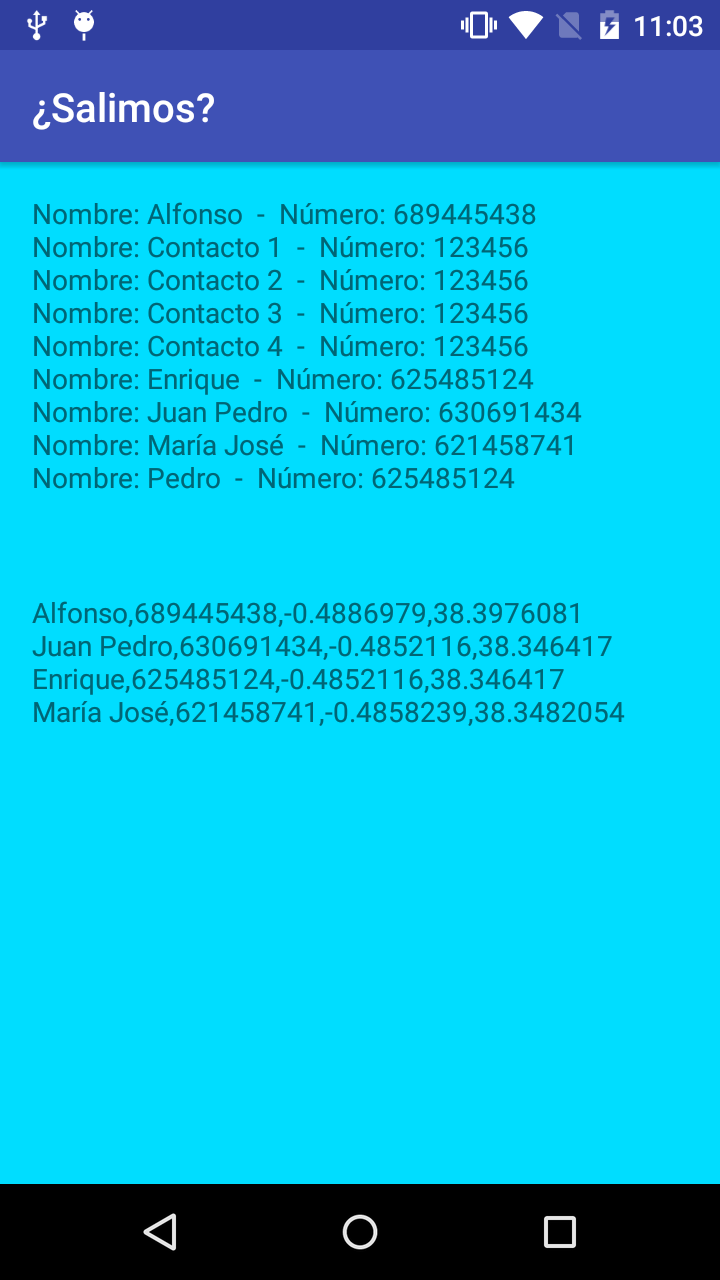 11:03
¿Salimos?
Nombre: Alfonso  -  Número: 689445438
Nombre: Contacto 1  -  Número: 123456
Nombre: Contacto 2  -  Número: 123456
Nombre: Contacto 3  -  Número: 123456
Nombre: Contacto 4  -  Número: 123456
Nombre: Enrique  -  Número: 625485124
Nombre: Juan Pedro  -  Número: 630691434
Nombre: María José  -  Número: 621458741
Nombre: Pedro  -  Número: 625485124
Alfonso,689445438,-0.4886979,38.3976081
Juan Pedro,630691434,-0.4852116,38.346417
Enrique,625485124,-0.4852116,38.346417
María José,621458741,-0.4858239,38.3482054